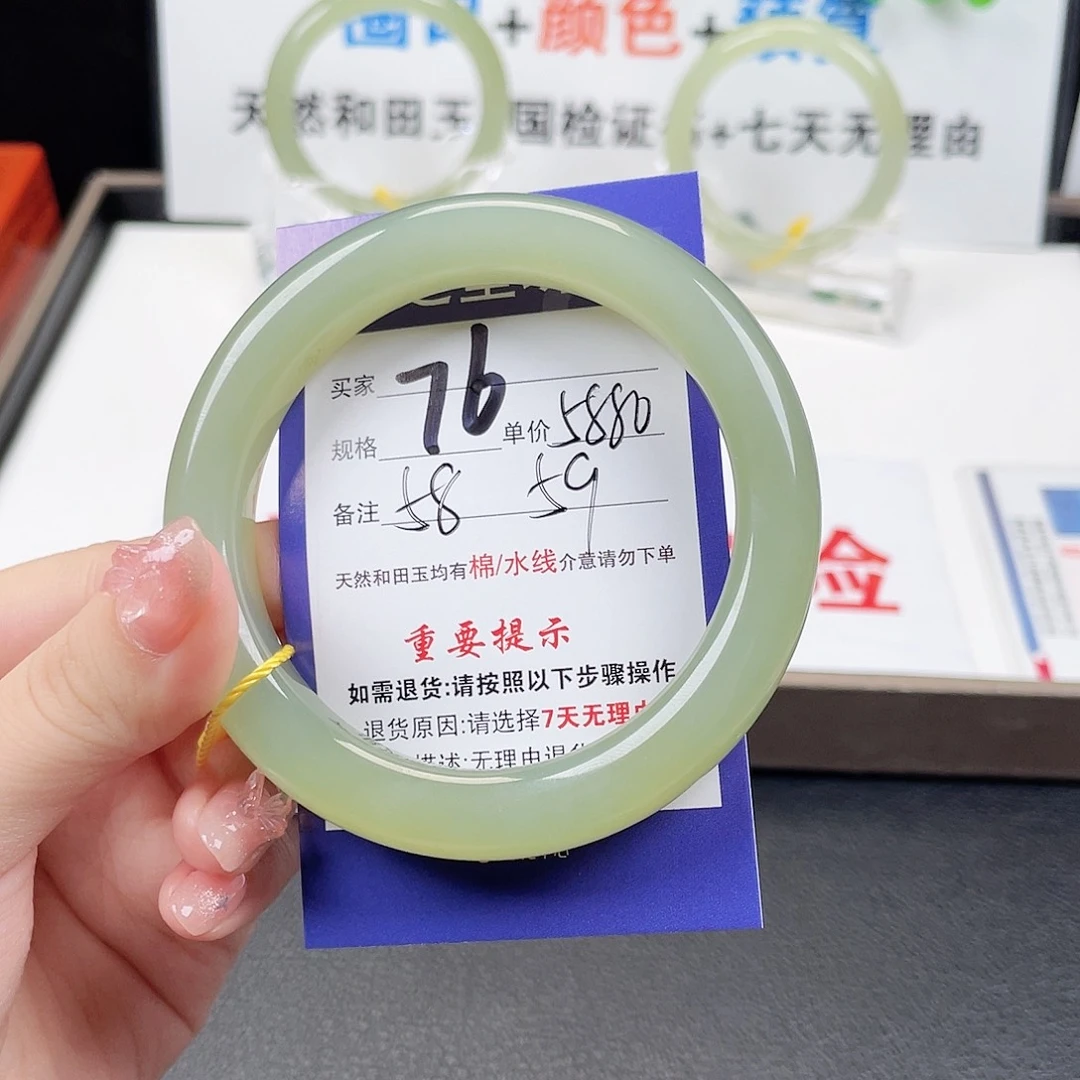 +颜色+
天然和田玉 国检证书+七天无理由
买家
76
规格 单价 5880
备注 58 59
天然和田玉均有棉/水线介意请勿下单
重要提示
如需退货:请按照以下步骤操作
退货原因:请选择7天无理由
描述:无理由退货
检